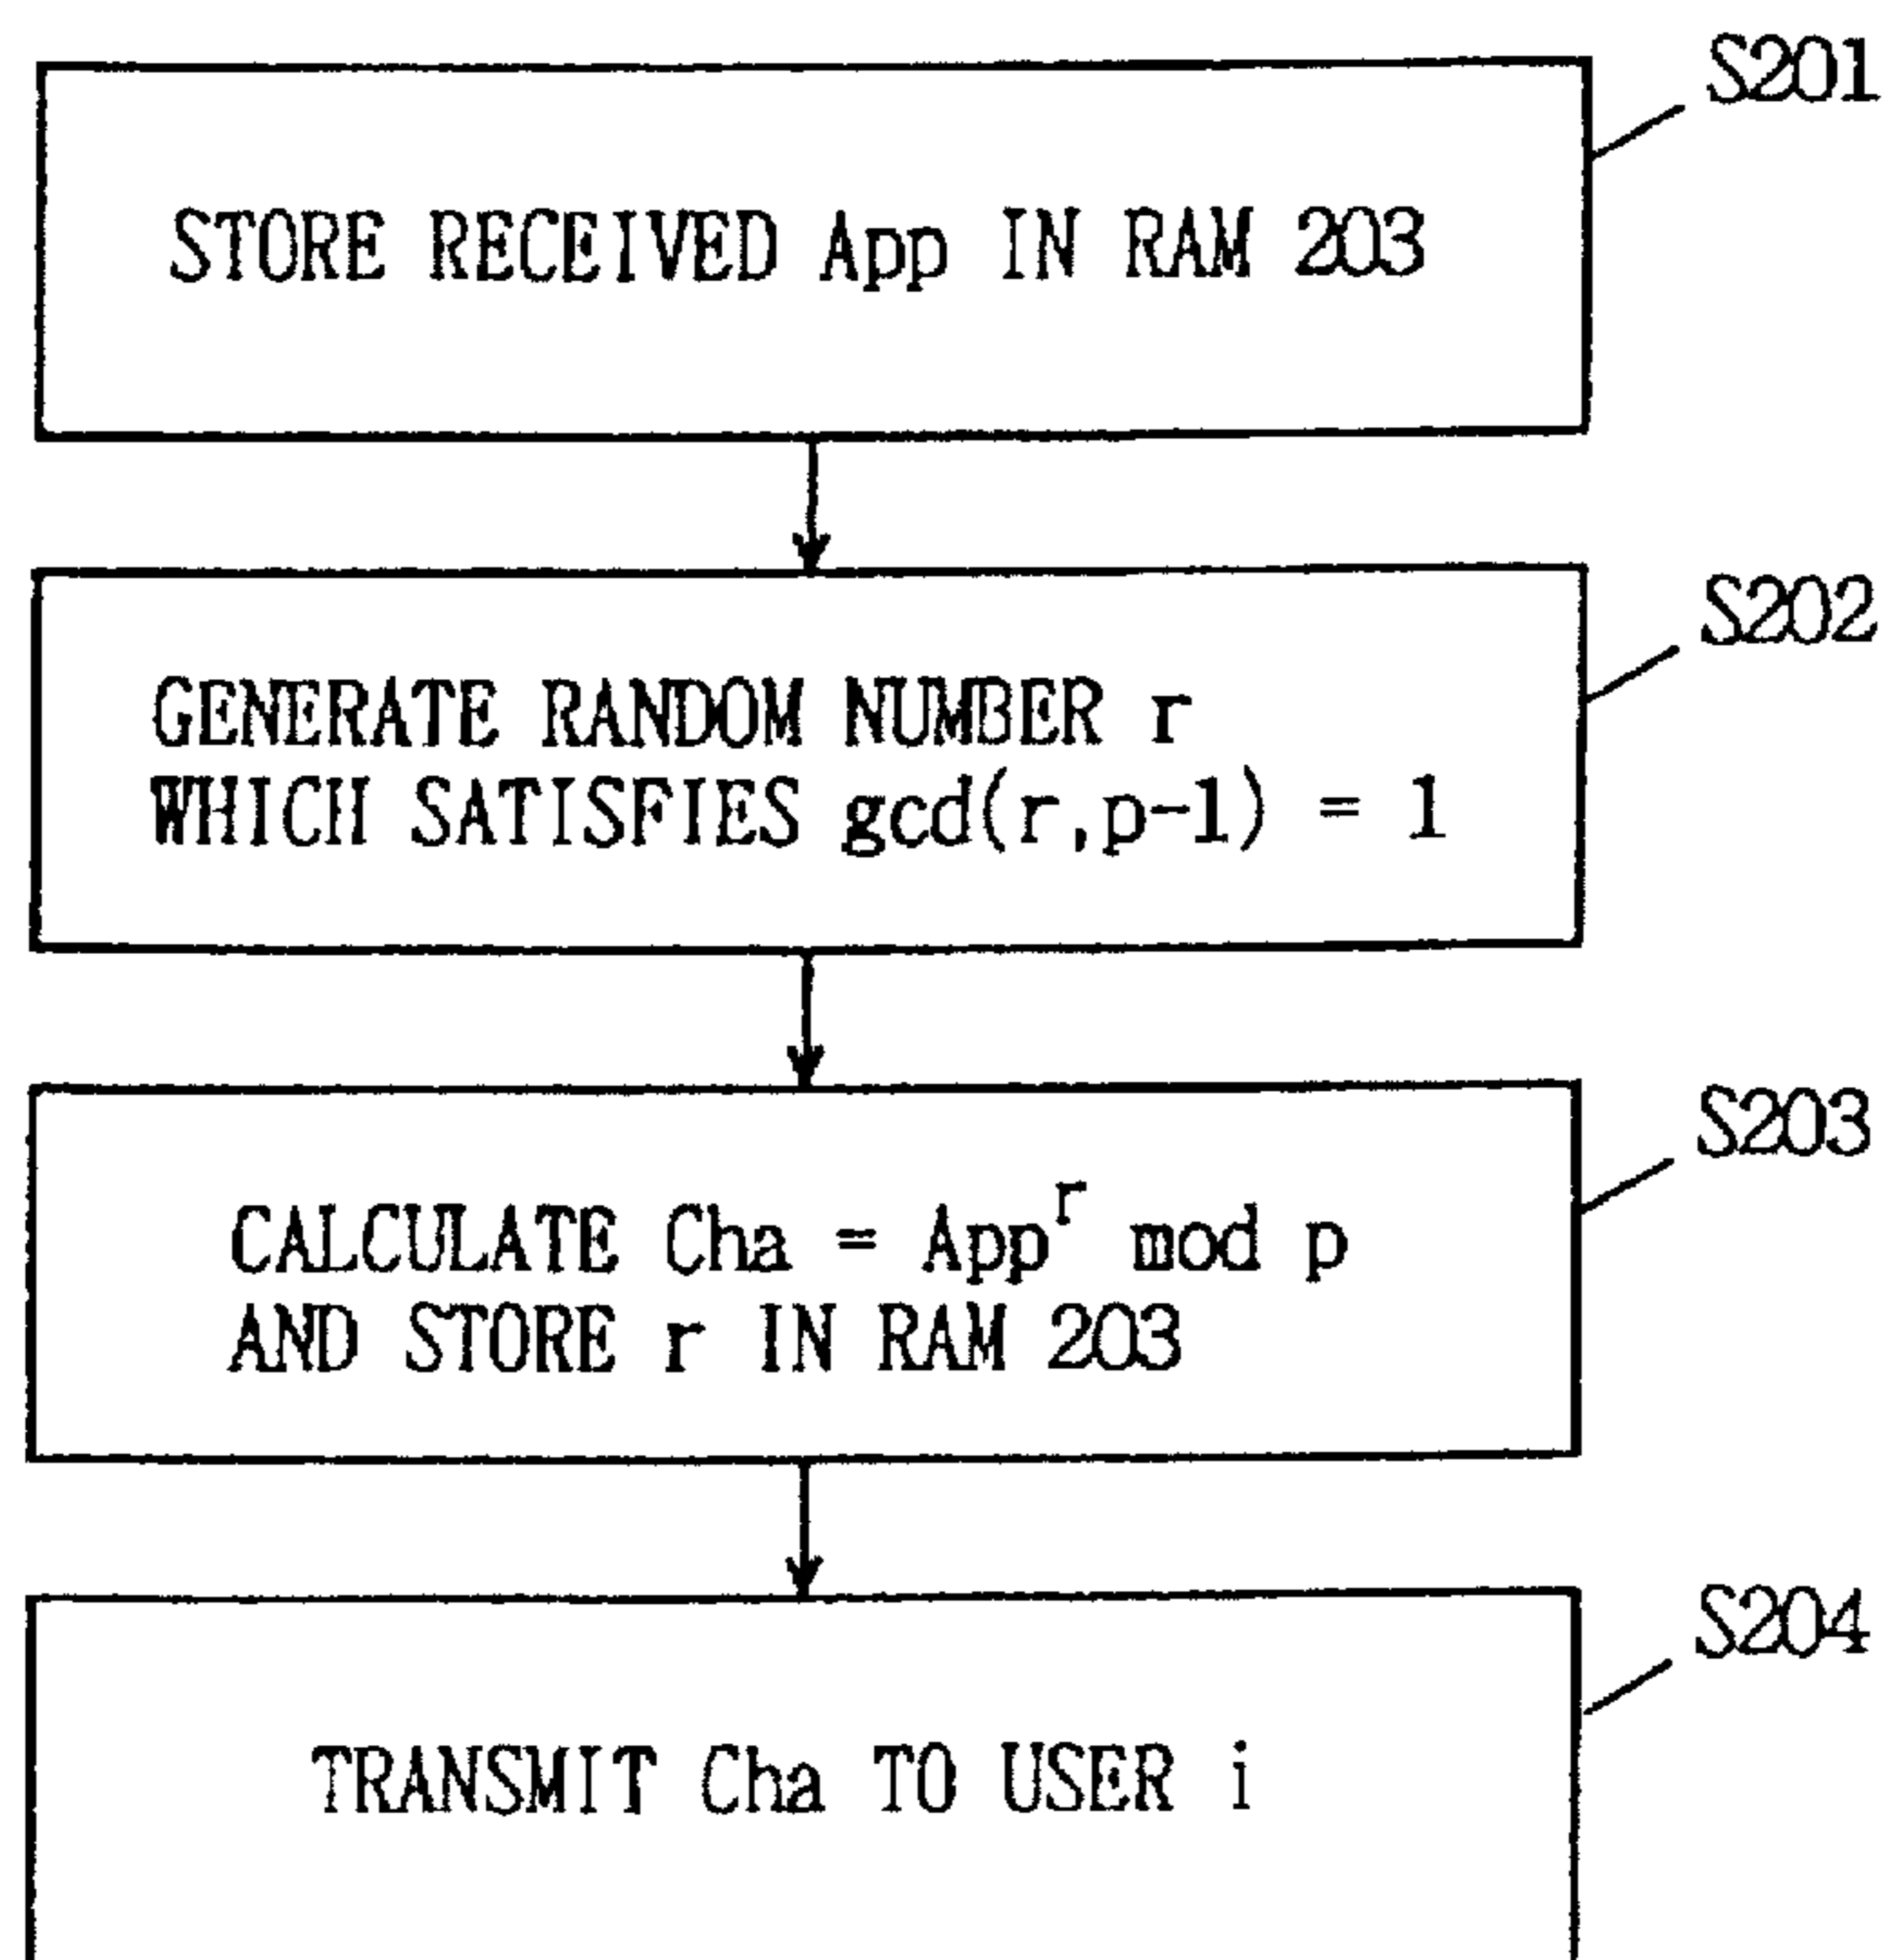 S201
STORE RECEIVED App IN RAM 203
S202
GENERATE RANDOM NUMBER r
WHICH SATISFIES gcd(r,p-1) = 1
S203
CALCULATE Cha = App^r mod p
AND STORE r IN RAM 203
S204
TRANSMIT Cha TO USER i